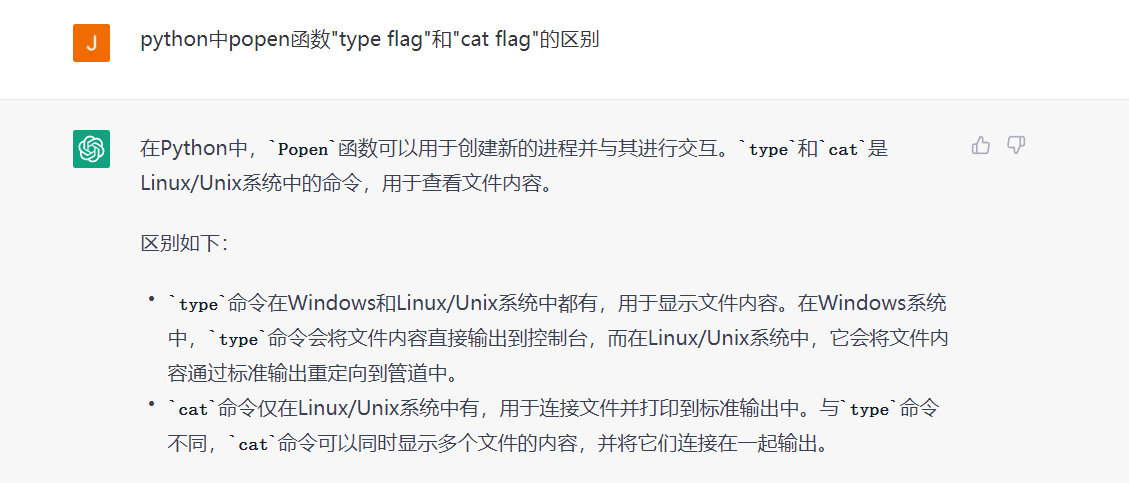 J
python中popen函数"type flag"和"cat flag"的区别
在Python中，`Popen`函数可以用于创建新的进程并与其进行交互。`type`和`cat`是
Linux/Unix系统中的命令，用于查看文件内容。
区别如下：
• `type`命令在Windows和Linux/Unix系统中都有，用于显示文件内容。在Windows系统
中，`type`命令会将文件内容直接输出到控制台，而在Linux/Unix系统中，它会将文件内
容通过标准输出重定向到管道中。
• `cat`命令仅在Linux/Unix系统中有，用于连接文件并打印到标准输出中。与`type`命令
不同，`cat`命令可以同时显示多个文件的内容，并将它们连接在一起输出。